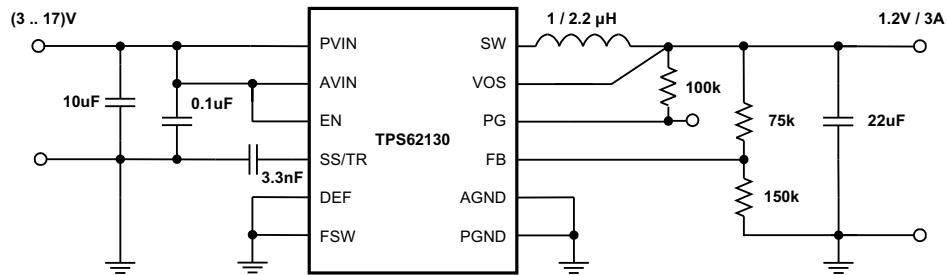 (3 .. 17)V
1 / 2.2 µH
1.2V / 3A
PVIN
SW
AVIN
VOS
10uF
0.1uF
100k
EN
PG
75k
22uF
TPS62130
SS/TR
FB
3.3nF
DEF
AGND
150k
FSW
PGND